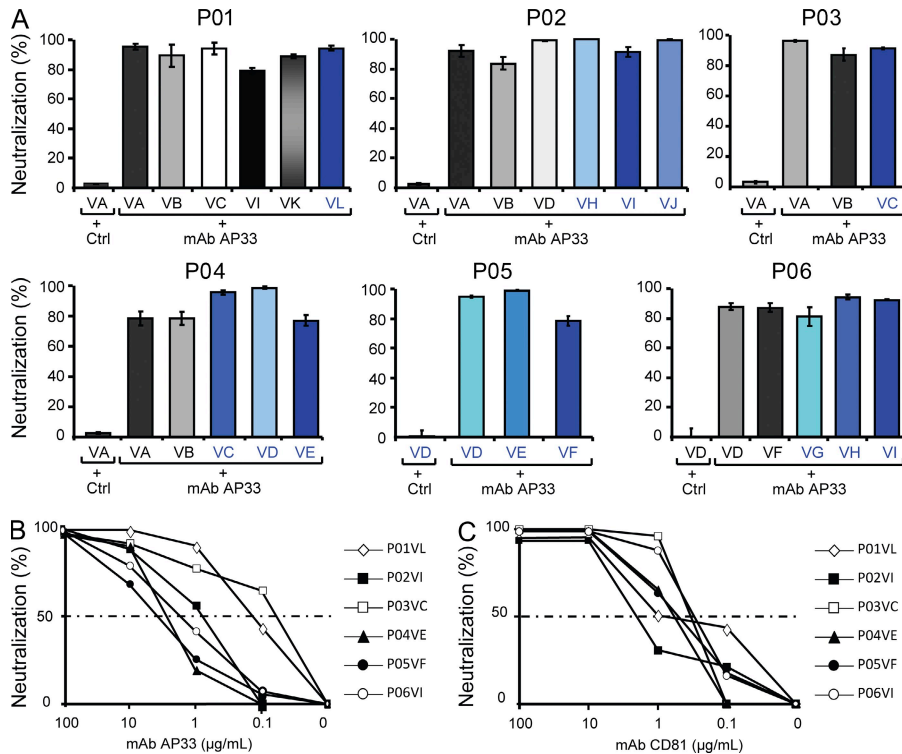 A
P01
P02
P03
Neutralization (%)
100
80
60
40
20
0
VA
VA
VB
VC
VI
VK
VL
+
Ctrl
+
mAb AP33
100
80
60
40
20
0
VA
VA
VB
VD
VH
VI
VJ
+
Ctrl
+
mAb AP33
100
80
60
40
20
0
VA
VA
VB
VC
+
Ctrl
+
mAb AP33
P04
P05
P06
Neutralization (%)
100
80
60
40
20
0
VA
VA
VB
VC
VD
VE
+
Ctrl
+
mAb AP33
100
80
60
40
20
0
VD
VD
VE
VF
+
Ctrl
+
mAb AP33
100
80
60
40
20
0
VD
VD
VF
VG
VH
VI
+
Ctrl
+
mAb AP33
B
Neutralization (%)
100
50
0
100
10
1
0.1
0
mAb AP33 (µg/mL)
P01VL
P02VI
P03VC
P04VE
P05VF
P06VI
C
Neutralization (%)
100
50
0
100
10
1
0.1
0
mAb CD81 (µg/mL)
P01VL
P02VI
P03VC
P04VE
P05VF
P06VI